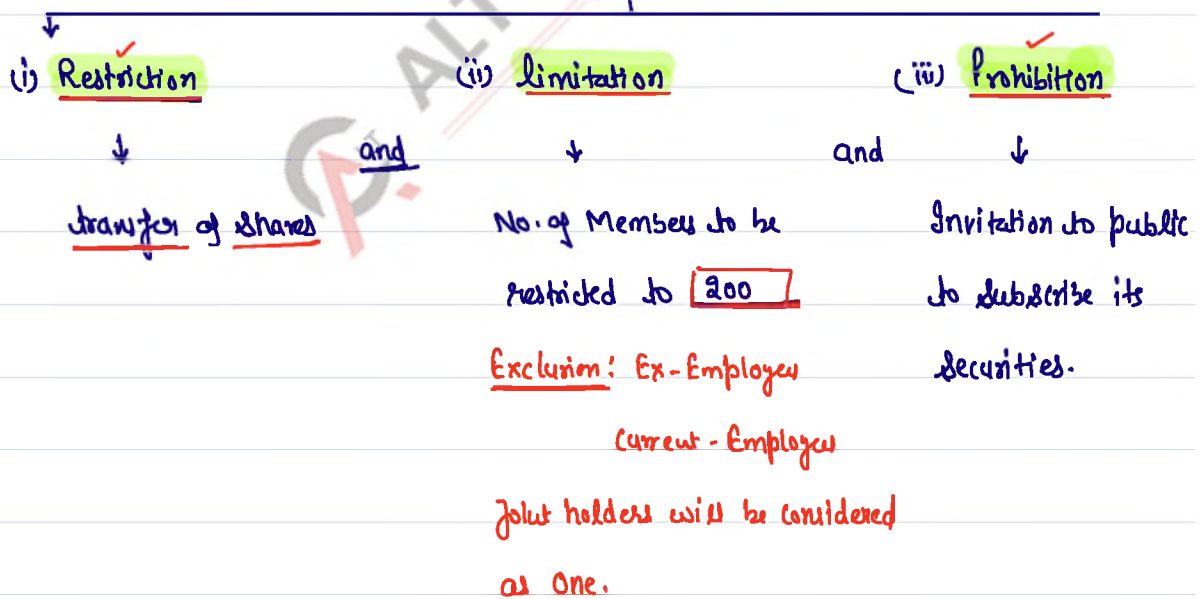 (i) Restriction (ii) limitation (iii) Prohibition
and and
transfer of shares No. of Members to be Invitation to public
restricted to 200 to subscribe its
Exclusion: Ex-Employees securities.
Current - Employees
Joint holders will be considered
as One.
ALT